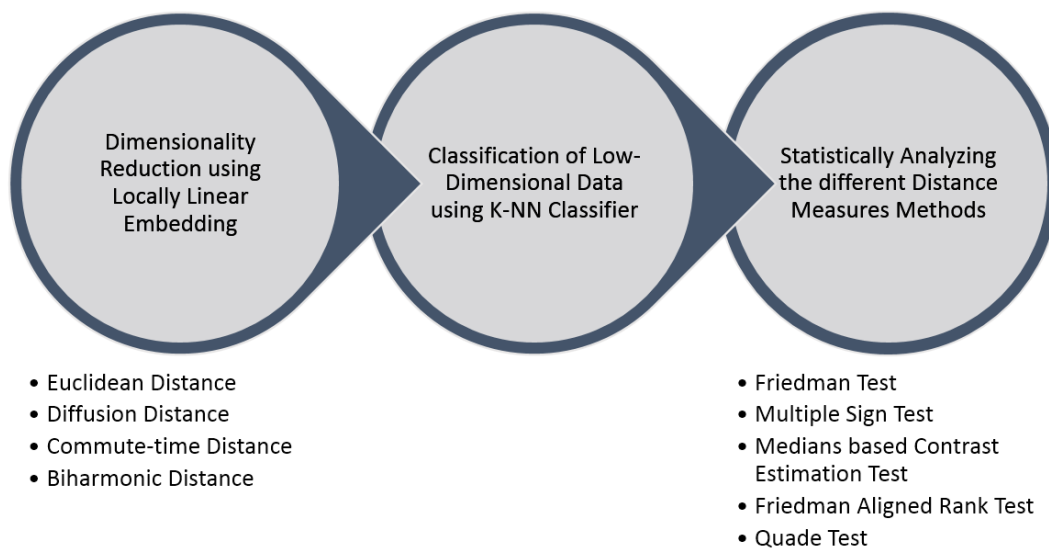 Dimensionality
Reduction using
Locally Linear
Embedding
Classification of Low-
Dimensional Data
using K-NN Classifier
Statistically Analyzing
the different Distance
Measures Methods
• Euclidean Distance
• Diffusion Distance
• Commute-time Distance
• Biharmonic Distance
• Friedman Test
• Multiple Sign Test
• Medians based Contrast
Estimation Test
• Friedman Aligned Rank Test
• Quade Test